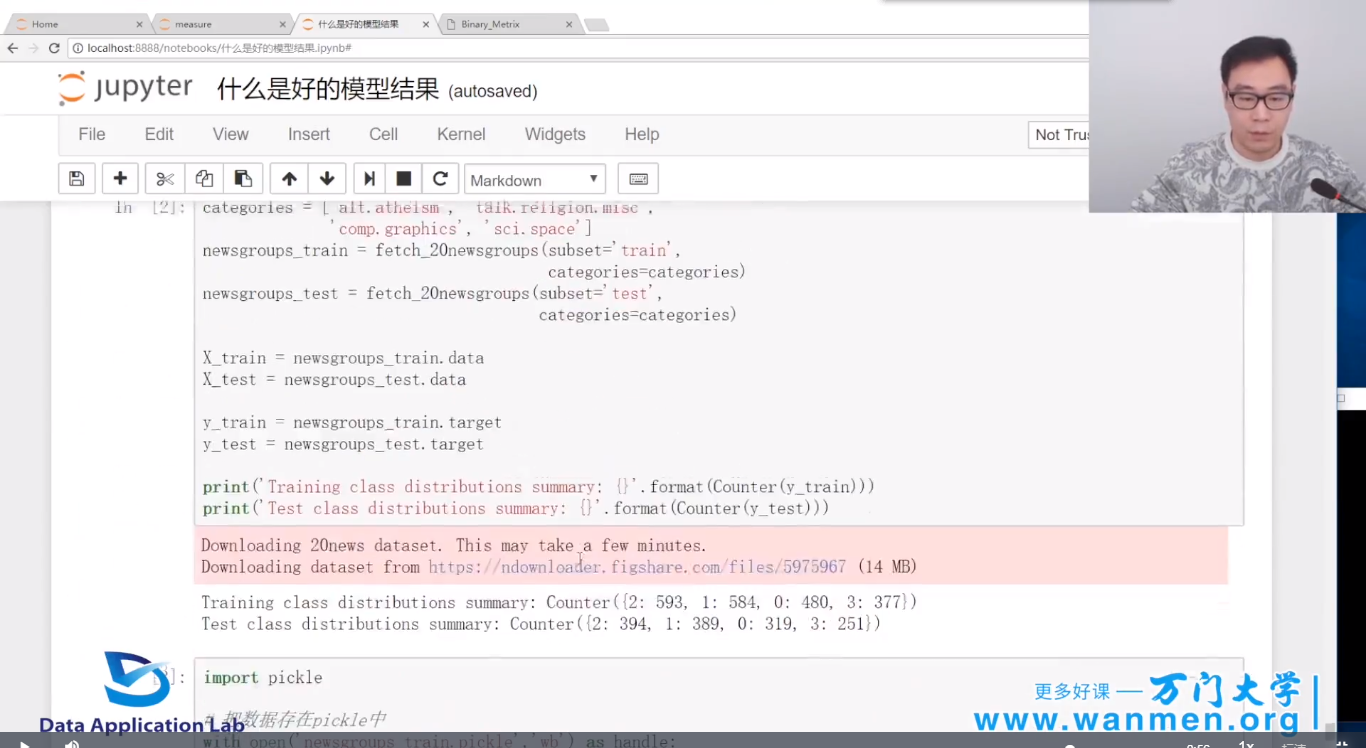 Home
measure
什么是好的模型结果
Binary_Metrix
localhost:8888/notebooks/什么是好的模型结果.ipynb#
jupyter 什么是好的模型结果 (autosaved)
File Edit View Insert Cell Kernel Widgets Help
Not Trus
Markdown
In [2]: categories = ['alt.atheism', 'talk.religion.misc',
'comp.graphics', 'sci.space']
newsgroups_train = fetch_20newsgroups(subset='train',
categories=categories)
newsgroups_test = fetch_20newsgroups(subset='test',
categories=categories)
X_train = newsgroups_train.data
X_test = newsgroups_test.data
y_train = newsgroups_train.target
y_test = newsgroups_test.target
print('Training class distributions summary: {}'.format(Counter(y_train)))
print('Test class distributions summary: {}'.format(Counter(y_test)))
Downloading 20news dataset. This may take a few minutes.
Downloading dataset from https://ndownloader.figshare.com/files/5975967 (14 MB)
Training class distributions summary: Counter({2: 593, 1: 584, 0: 480, 3: 377})
Test class distributions summary: Counter({2: 394, 1: 389, 0: 319, 3: 251})
import pickle
# 把数据存在pickle中
with open('newsgroups_train.pickle','wb') as handle:
Data Application Lab
更多好课 — 万门大学
www.wanmen.org
1x
标清